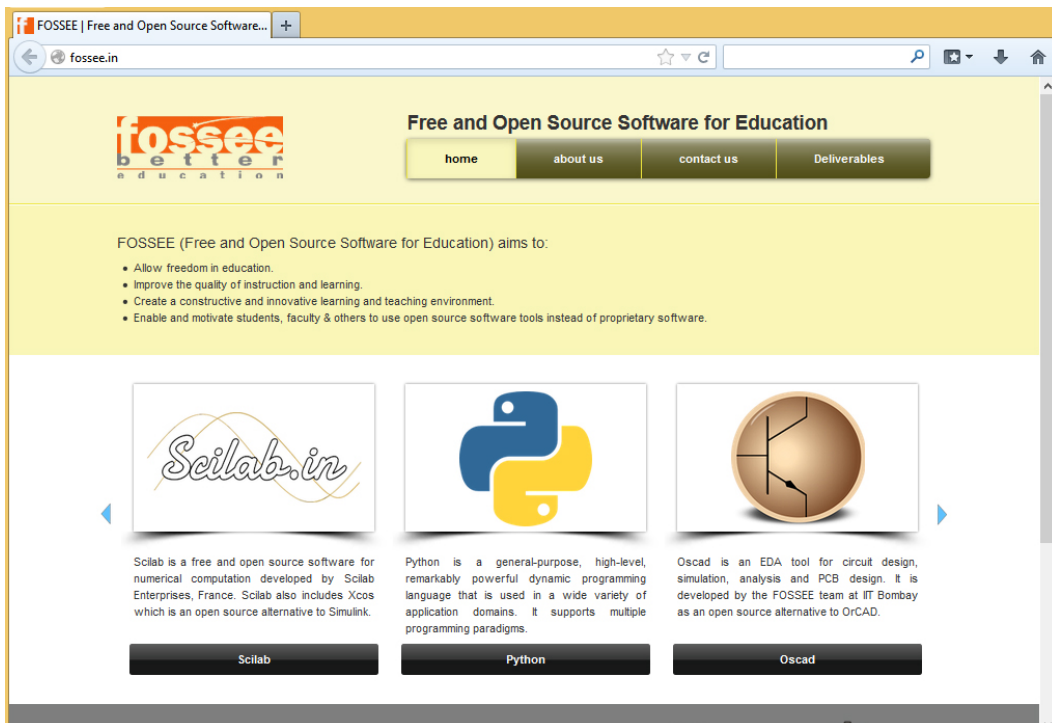 FOSSEE | Free and Open Source Software...
fossee.in
fossee
better
education
Free and Open Source Software for Education
home
about us
contact us
Deliverables
FOSSEE (Free and Open Source Software for Education) aims to:
Allow freedom in education.
Improve the quality of instruction and learning.
Create a constructive and innovative learning and teaching environment.
Enable and motivate students, faculty & others to use open source software tools instead of proprietary software.
Scilab.in
Scilab is a free and open source software for
numerical computation developed by Scilab
Enterprises, France. Scilab also includes Xcos
which is an open source alternative to Simulink.
Scilab
Python is a general-purpose, high-level,
remarkably powerful dynamic programming
language that is used in a wide variety of
application domains. It supports multiple
programming paradigms.
Python
Oscad is an EDA tool for circuit design,
simulation, analysis and PCB design. It is
developed by the FOSSEE team at IIT Bombay
as an open source alternative to OrCAD.
Oscad